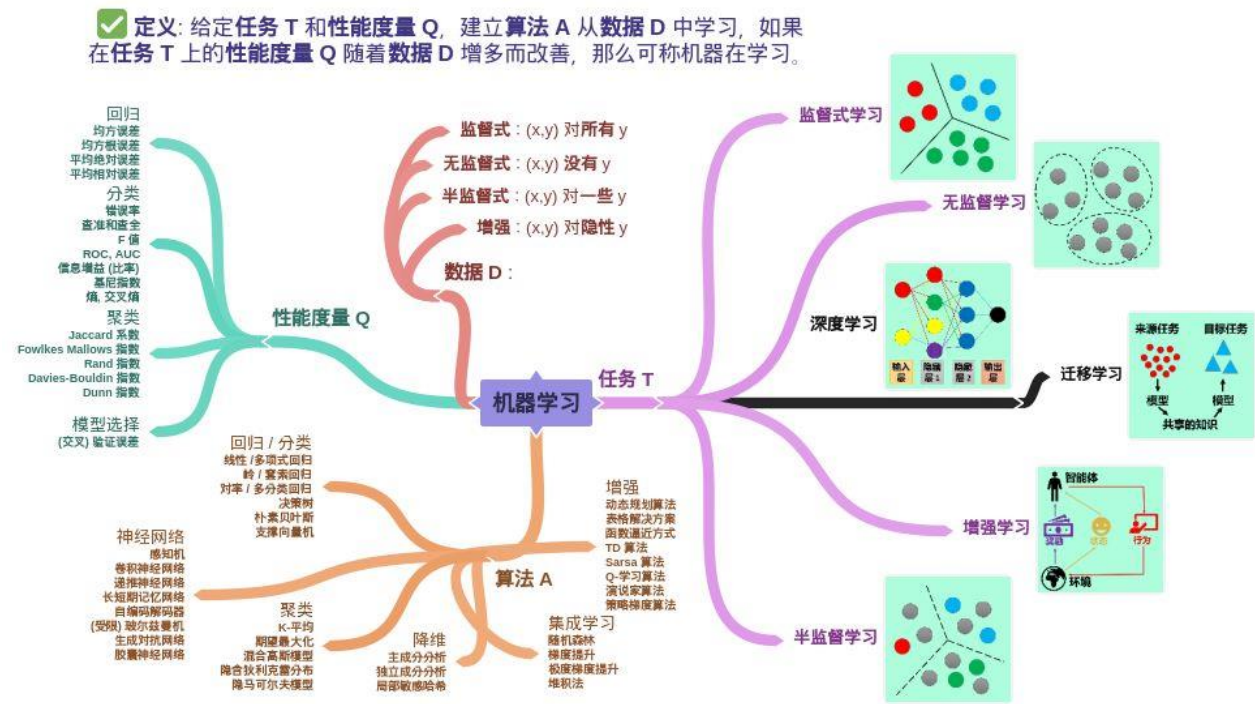 定义: 给定任务 T 和性能度量 Q, 建立算法 A 从数据 D 中学习, 如果
在任务 T 上的性能度量 Q 随着数据 D 增多而改善, 那么可称机器在学习。
回归
均方误差
均方根误差
平均绝对误差
平均相对误差
分类
错误率
查准和查全
F 值
ROC, AUC
信息增益 (比率)
基尼指数
熵, 交叉熵
聚类
Jaccard 系数
Fowlkes Mallows 指数
Rand 指数
Davies-Bouldin 指数
Dunn 指数
模型选择
(交叉) 验证误差
性能度量 Q
监督式 : (x,y) 对所有 y
无监督式 : (x,y) 没有 y
半监督式 : (x,y) 对一些 y
增强 : (x,y) 对隐性 y
数据 D :
机器学习
任务 T
监督式学习
无监督学习
深度学习
输入层
隐藏层 1
隐藏层 2
输出层
迁移学习
来源任务
目标任务
模型
模型
共享的知识
增强学习
智能体
奖励
状态
行为
环境
半监督学习
算法 A
回归 / 分类
线性 /多项式回归
岭 / 套索回归
对率 / 多分类回归
决策树
朴素贝叶斯
支撑向量机
神经网络
感知机
卷积神经网络
递推神经网络
长短期记忆网络
自编码解码器
(受限) 玻尔兹曼机
生成对抗网络
胶囊神经网络
聚类
K-平均
期望最大化
混合高斯模型
隐含狄利克雷分布
隐马可尔夫模型
降维
主成分分析
独立成分分析
局部敏感哈希
集成学习
随机森林
梯度提升
极度梯度提升
堆积法
增强
动态规划算法
表格解决方案
函数逼近方式
TD 算法
Sarsa 算法
Q-学习算法
演说家算法
策略梯度算法